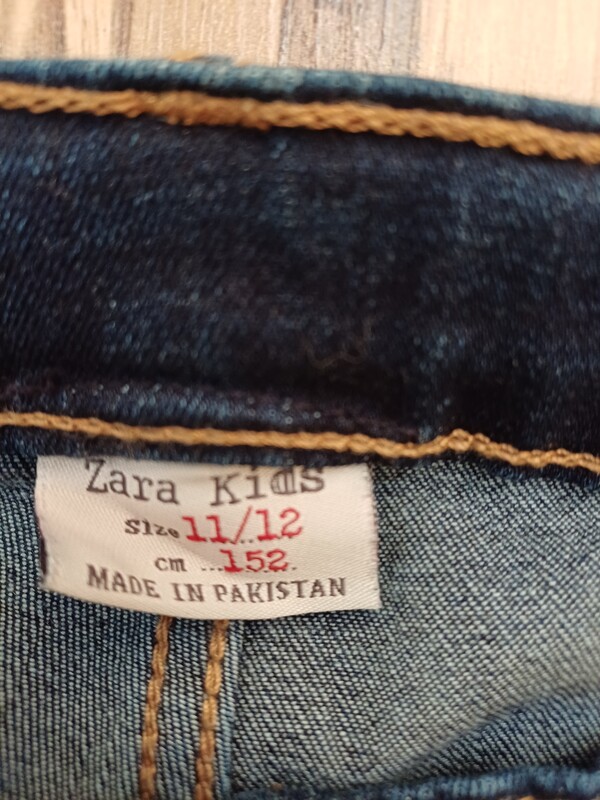 Zara Kids
Size 11/12
cm ...152.
MADE IN PAKISTAN